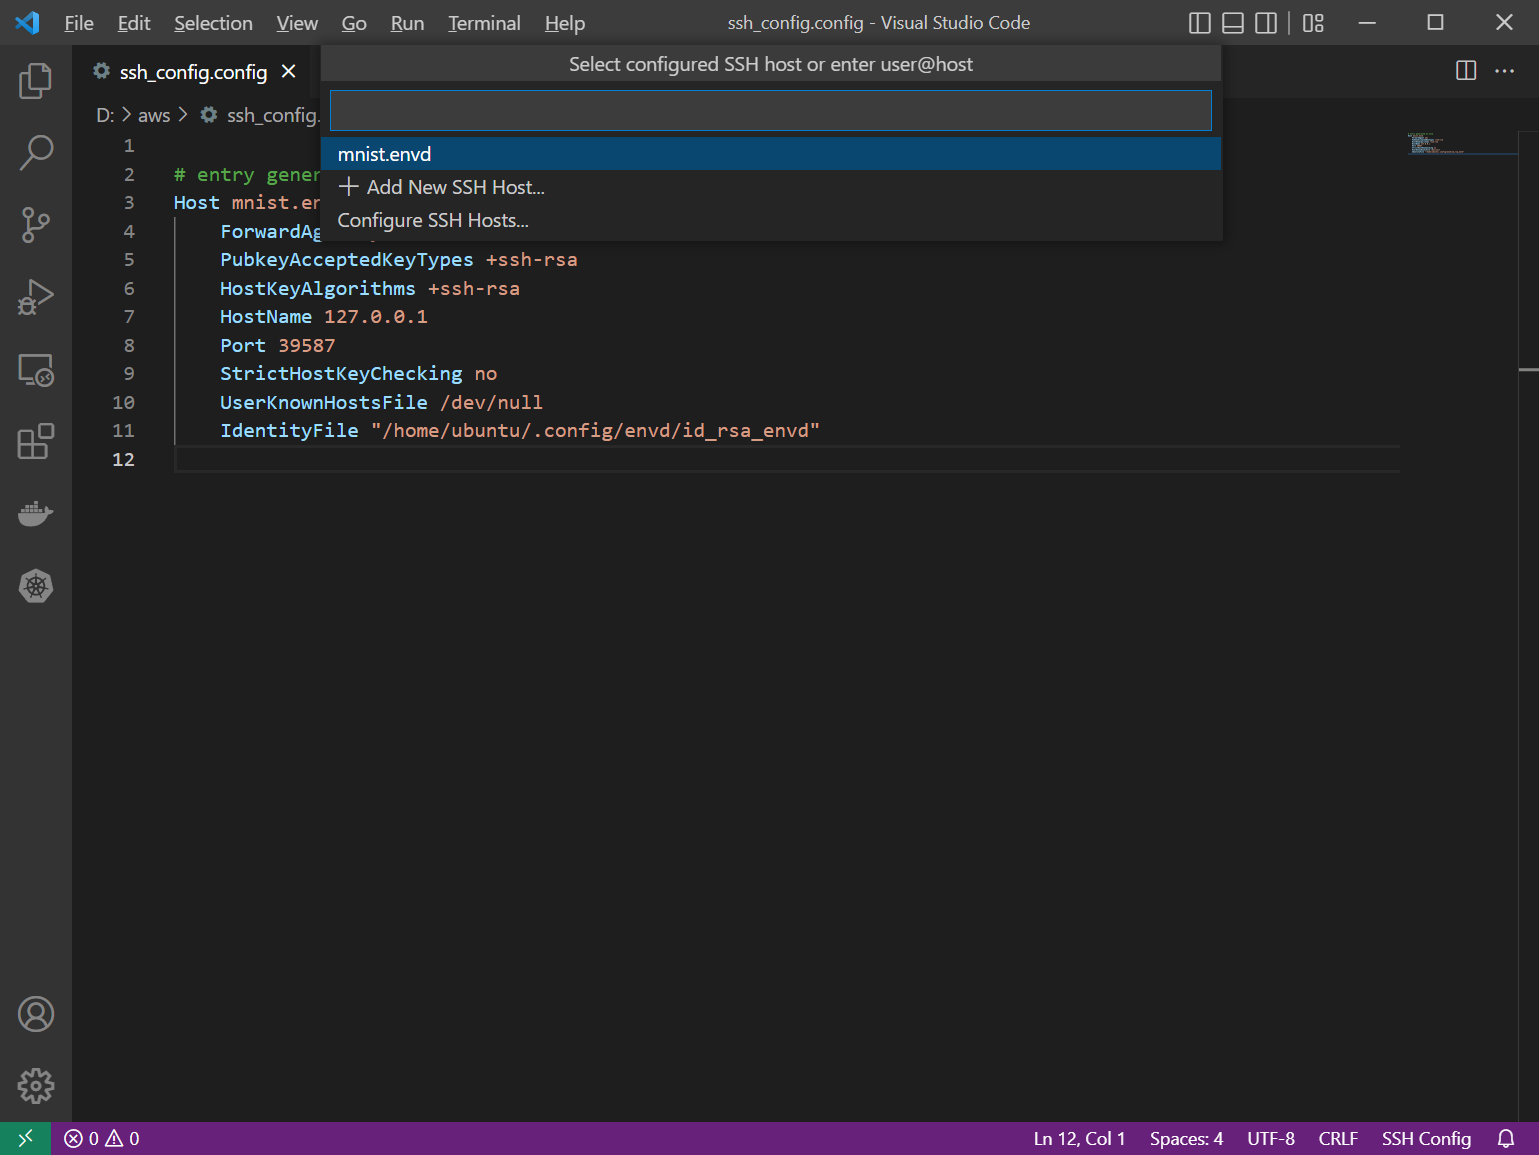 File Edit Selection View Go Run Terminal Help ssh_config.config - Visual Studio Code
Select configured SSH host or enter user@host
ssh_config.config
D: > aws > ssh_config.
mnist.envd
Add New SSH Host...
Configure SSH Hosts...
1
2 # entry gener
3 Host mnist.en
4 ForwardAg
5 PubkeyAcceptedKeyTypes +ssh-rsa
6 HostKeyAlgorithms +ssh-rsa
7 HostName 127.0.0.1
8 Port 39587
9 StrictHostKeyChecking no
10 UserKnownHostsFile /dev/null
11 IdentityFile "/home/ubuntu/.config/envd/id_rsa_envd"
12
0 0 Ln 12, Col 1 Spaces: 4 UTF-8 CRLF SSH Config